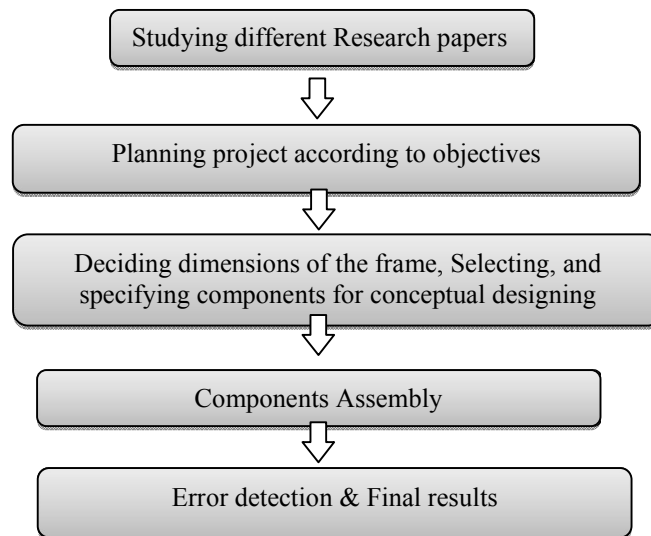 Studying different Research papers
Planning project according to objectives
Deciding dimensions of the frame, Selecting, and
specifying components for conceptual designing
Components Assembly
Error detection & Final results